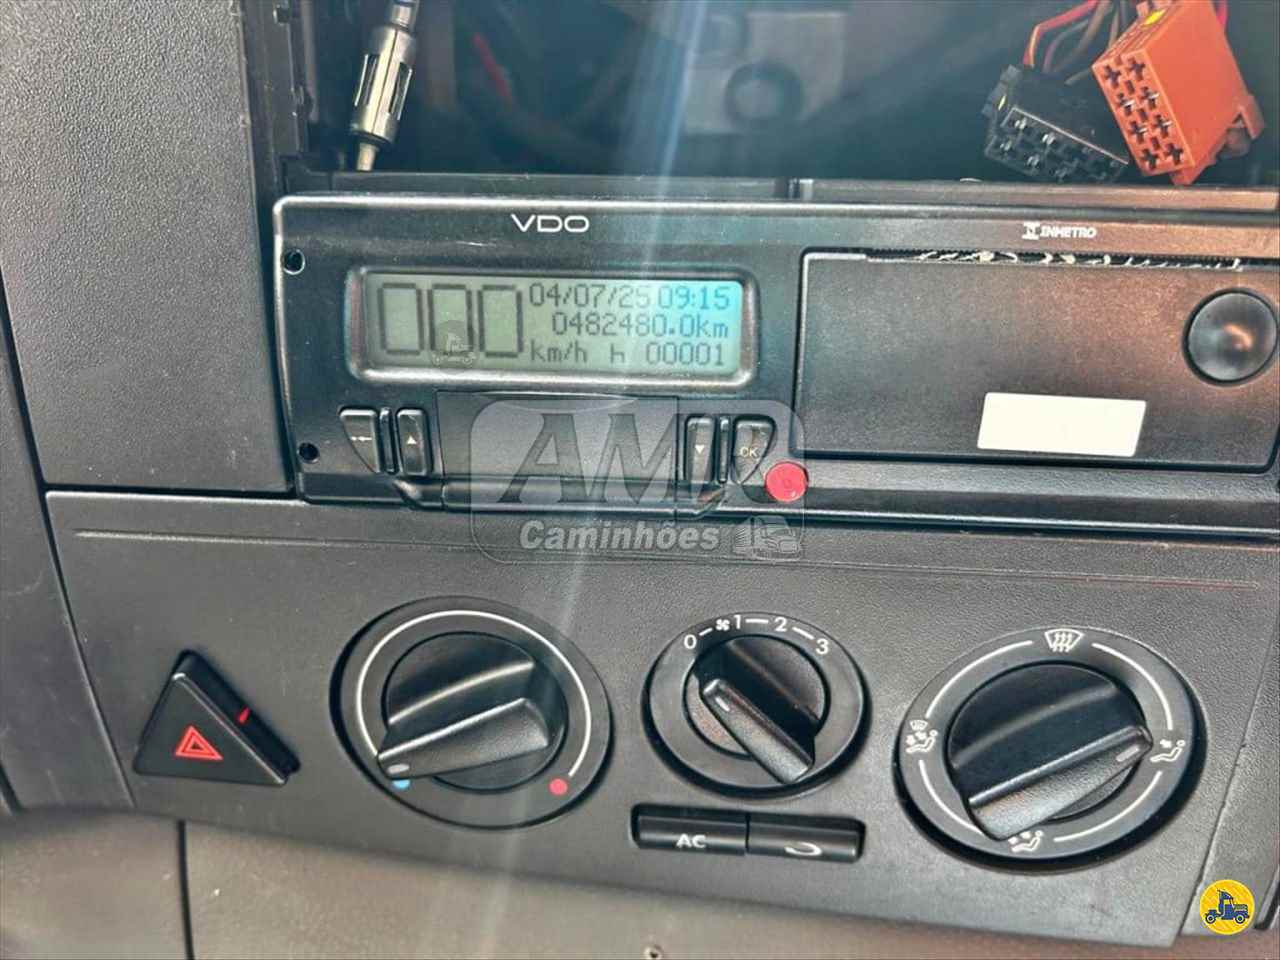 VDO
INMETRO
000
04/07/25 09:15
0482480.0km
km/h h 00001
OK
AMR
Caminhões
0 1 2 3
AC